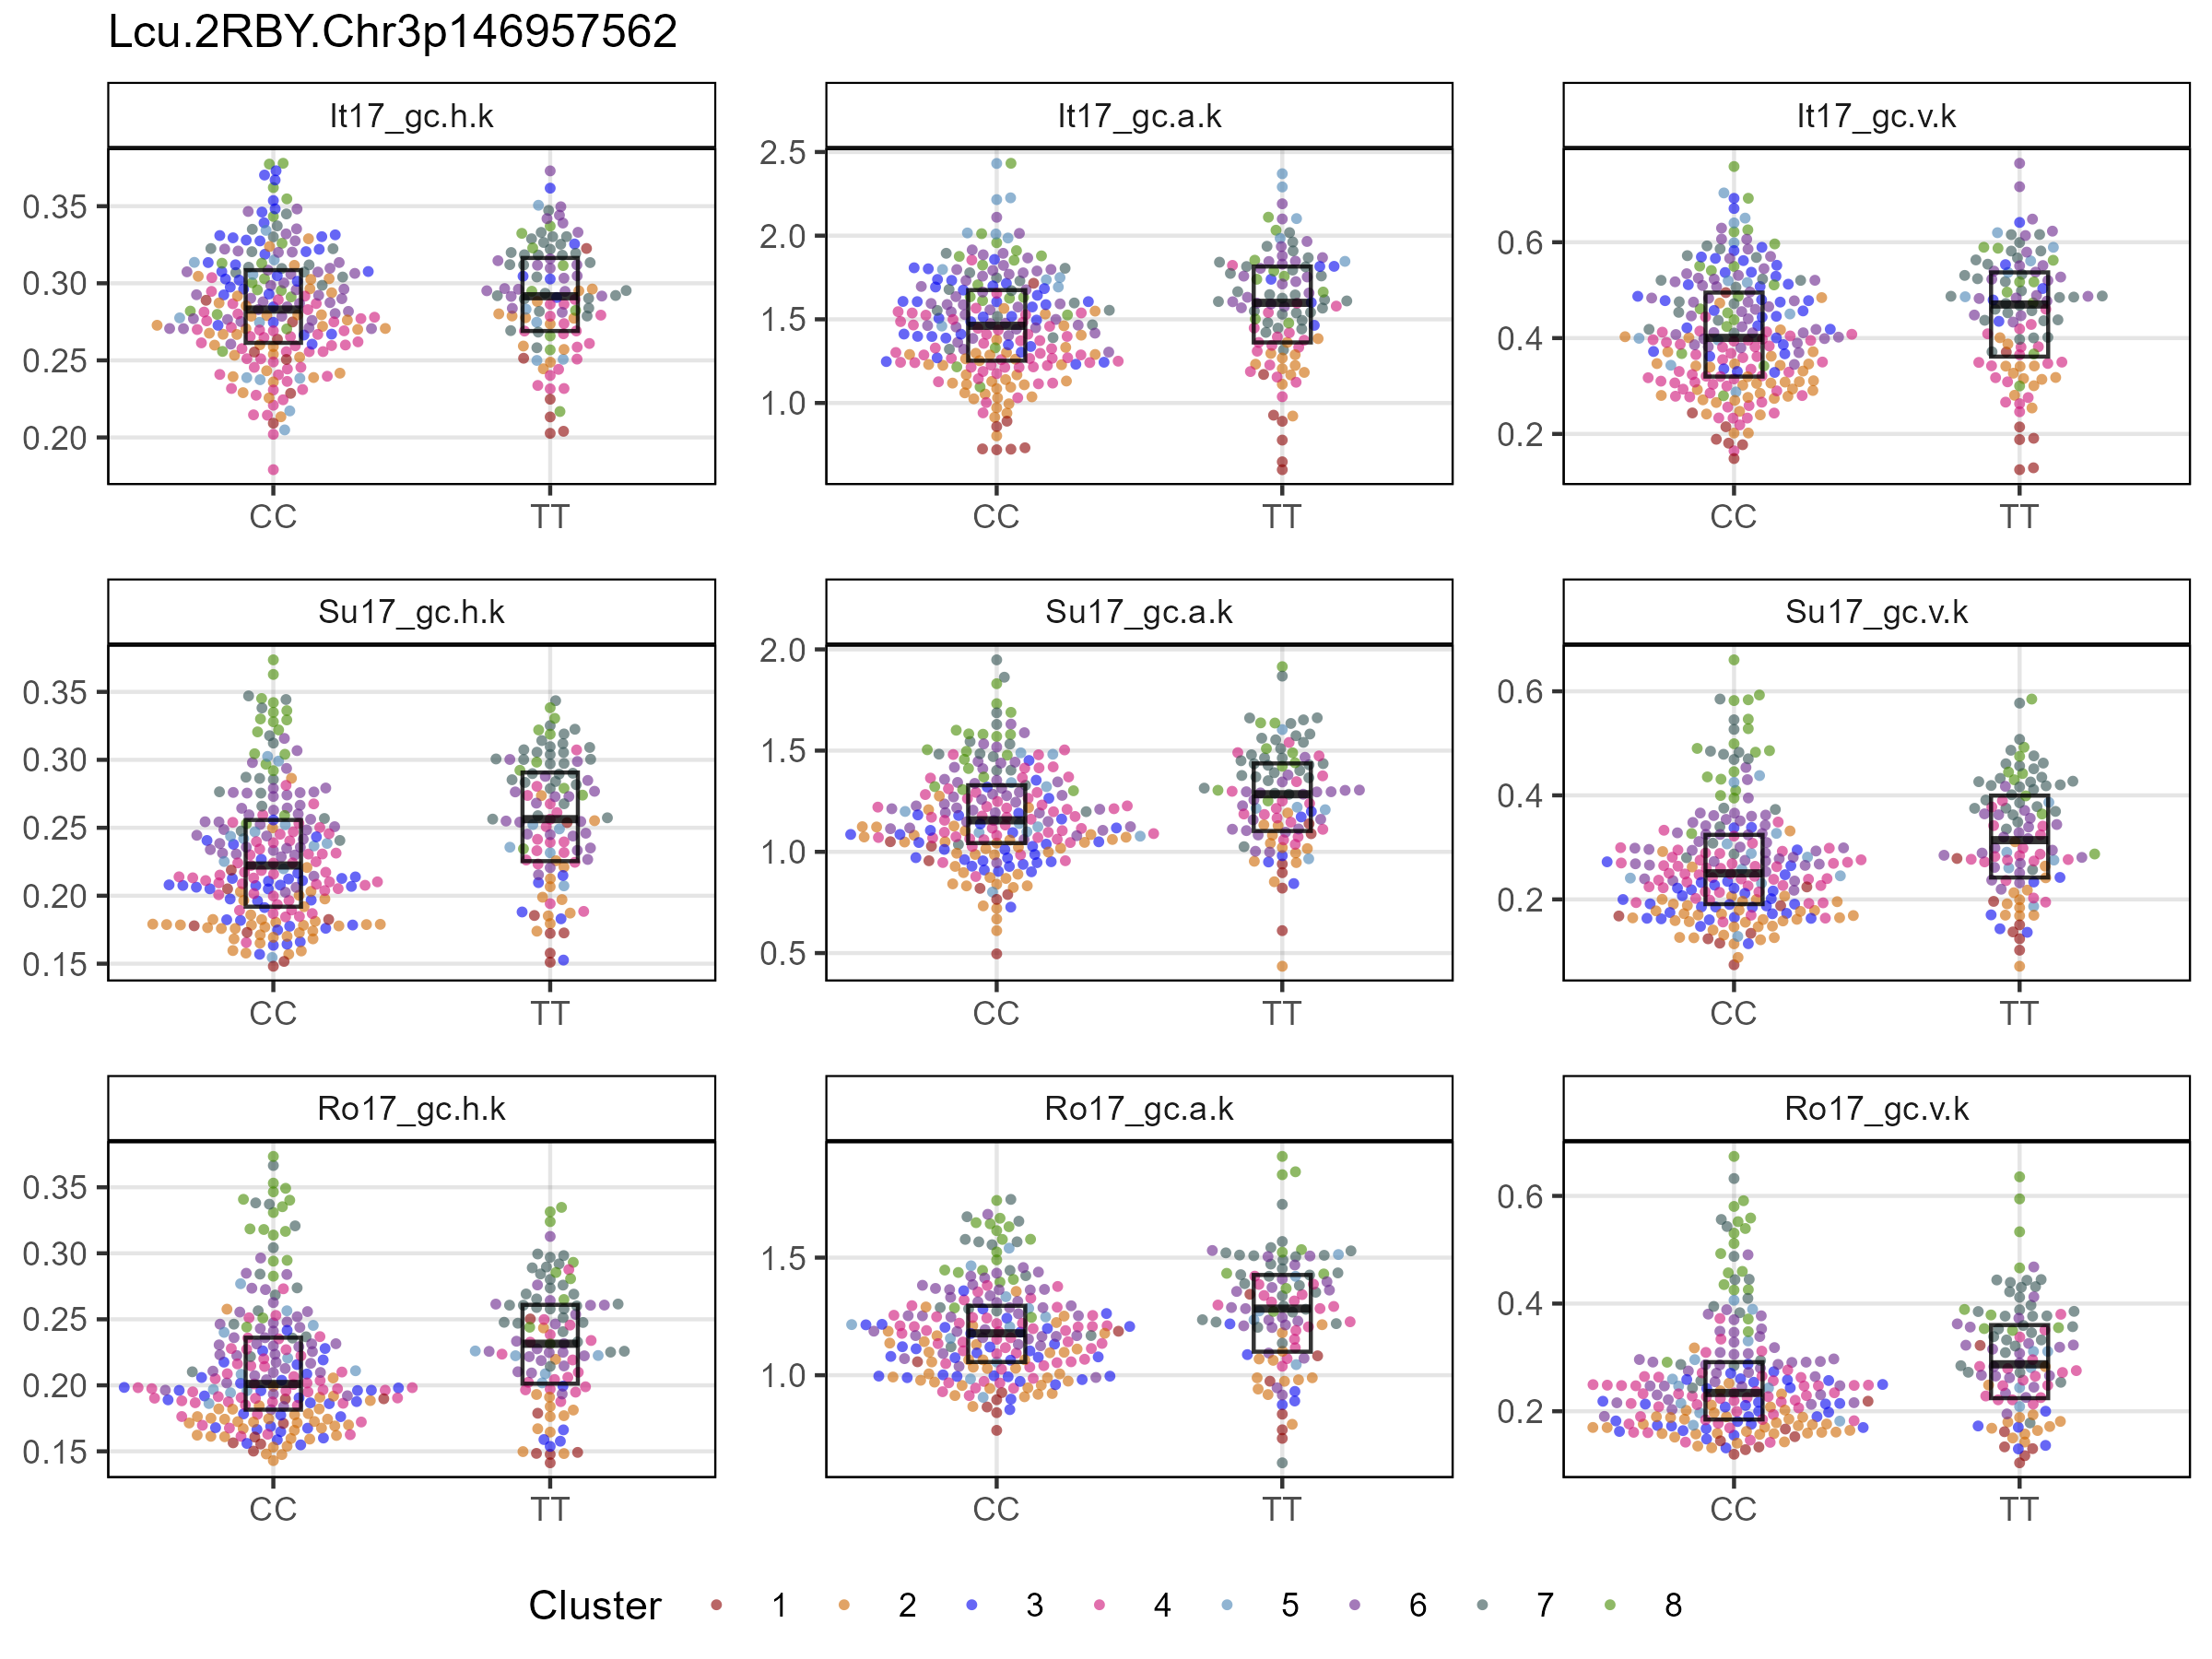 Lcu.2RBY.Chr3p146957562
It17_gc.h.k
It17_gc.a.k
It17_gc.v.k
0.35
0.30
0.25
0.20
2.5
2.0
1.5
1.0
0.6
0.4
0.2
CC TT
CC TT
CC TT
Su17_gc.h.k
Su17_gc.a.k
Su17_gc.v.k
0.35
0.30
0.25
0.20
0.15
2.0
1.5
1.0
0.5
0.6
0.4
0.2
CC TT
CC TT
CC TT
Ro17_gc.h.k
Ro17_gc.a.k
Ro17_gc.v.k
0.35
0.30
0.25
0.20
0.15
1.5
1.0
0.6
0.4
0.2
CC TT
CC TT
CC TT
Cluster 1 2 3 4 5 6 7 8